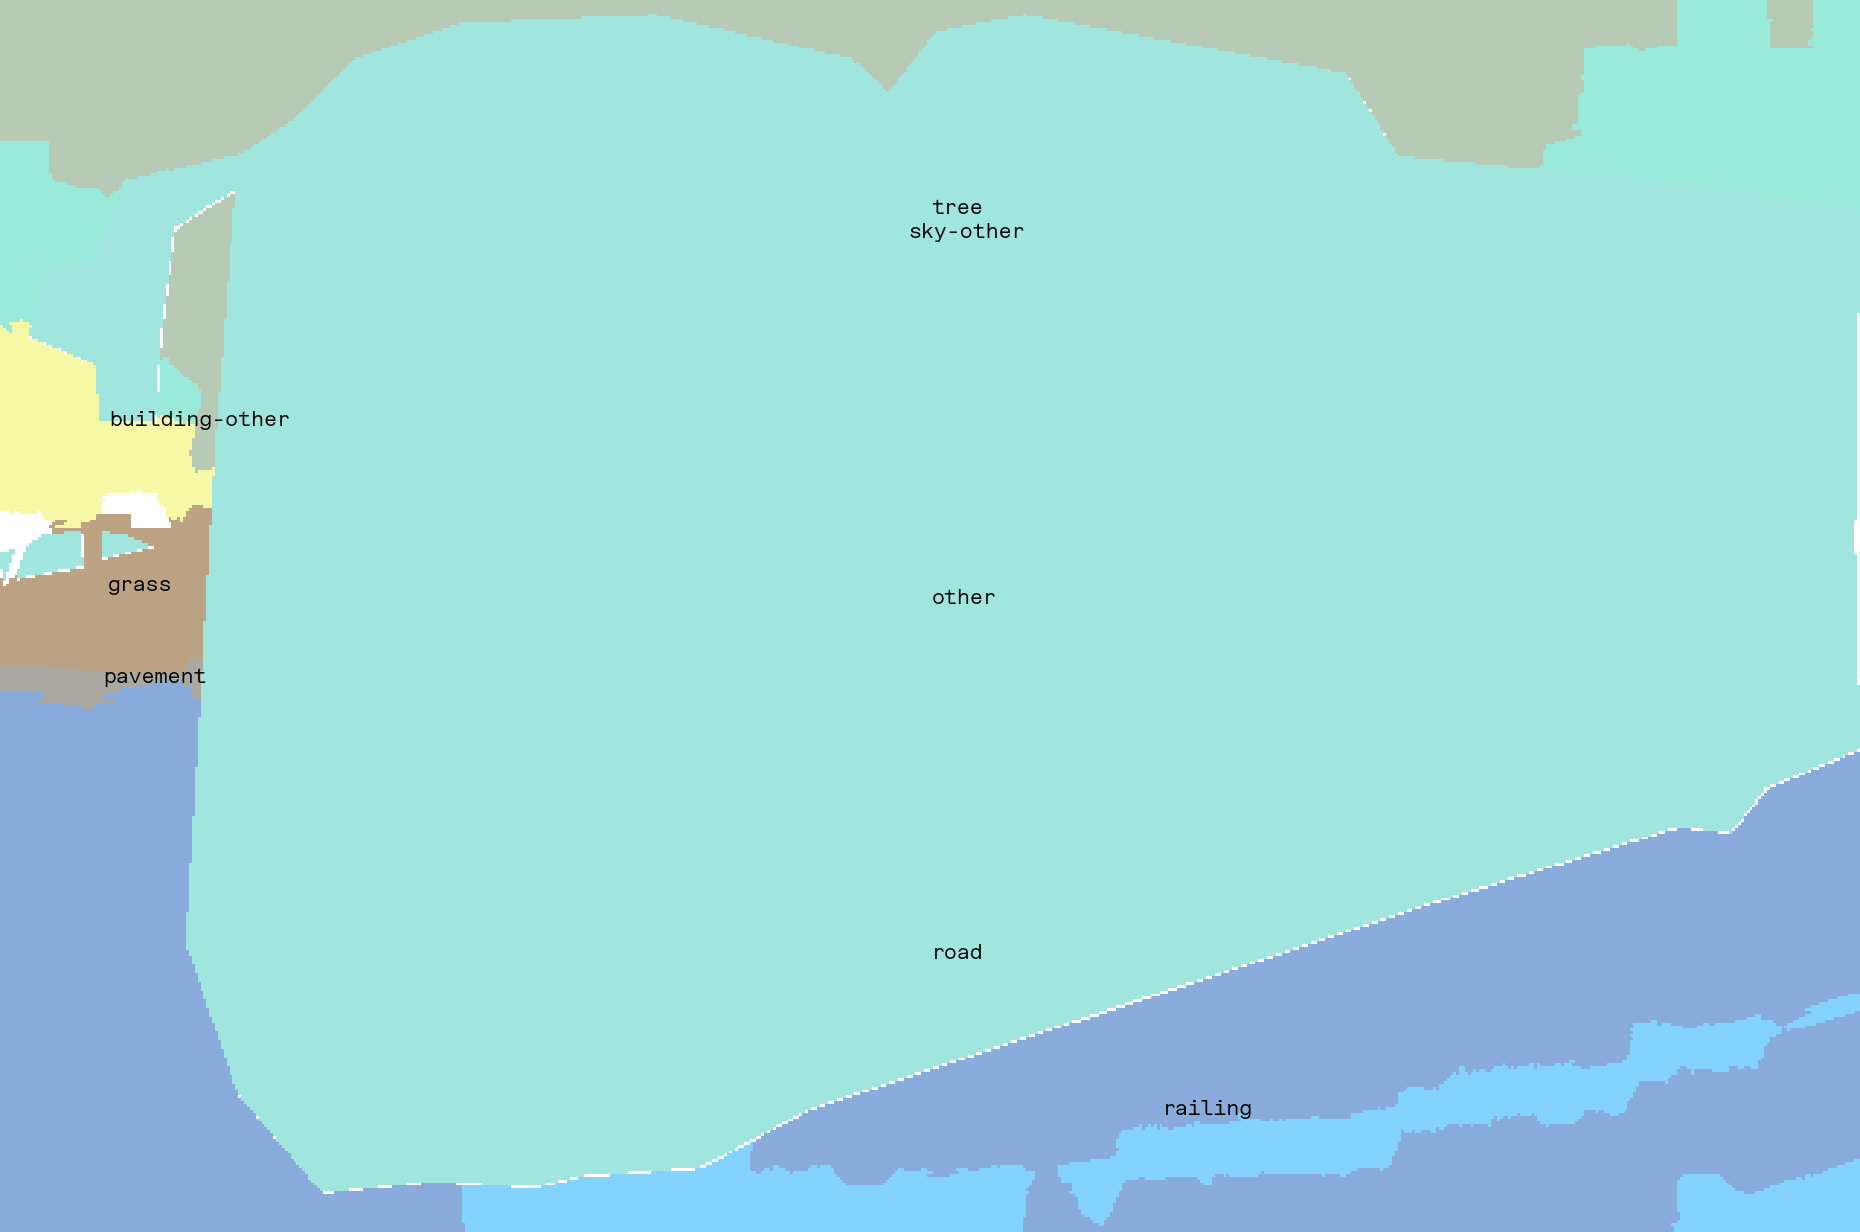 tree
sky-other
building-other
grass
other
pavement
road
railing